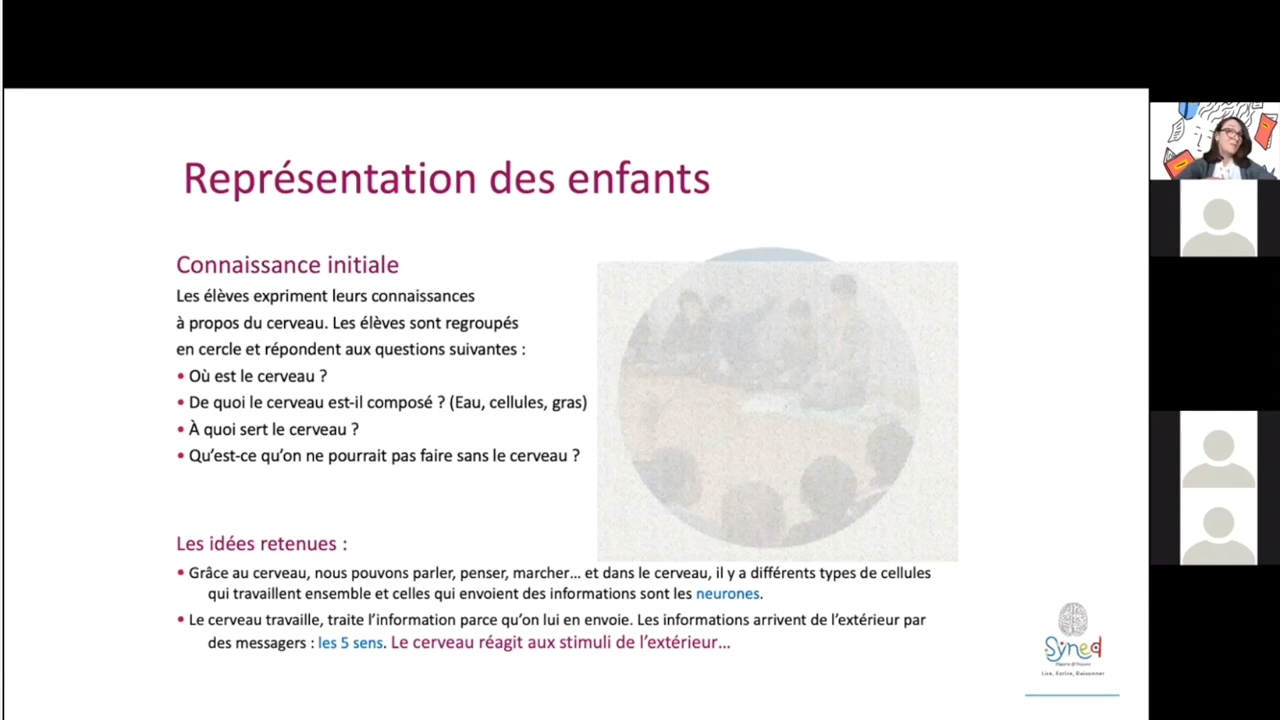 Représentation des enfants
Connaissance initiale
Les élèves expriment leurs connaissances
à propos du cerveau. Les élèves sont regroupés
en cercle et répondent aux questions suivantes :
• Où est le cerveau ?
• De quoi le cerveau est-il composé ? (Eau, cellules, gras)
• À quoi sert le cerveau ?
• Qu'est-ce qu'on ne pourrait pas faire sans le cerveau ?
Les idées retenues :
• Grâce au cerveau, nous pouvons parler, penser, marcher... et dans le cerveau, il y a différents types de cellules
qui travaillent ensemble et celles qui envoient des informations sont les neurones.
• Le cerveau travaille, traite l'information parce qu'on lui en envoie. Les informations arrivent de l'extérieur par
des messagers : les 5 sens. Le cerveau réagit aux stimuli de l'extérieur...
Syned
Lire, Ecrire, Raisonner